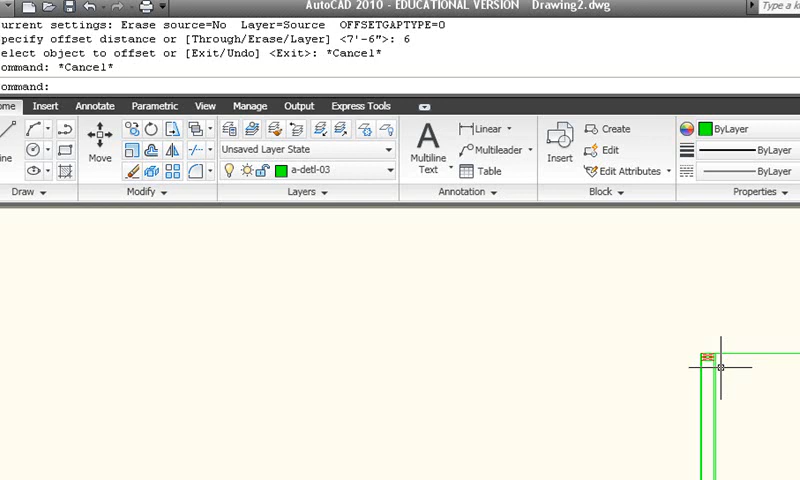 AutoCAD 2010 - EDUCATIONAL VERSION Drawing2.dwg
Type a k
urrent settings: Erase source=No  Layer=Source  OFFSETGAPTYPE=0
pecify offset distance or [Through/Erase/Layer] <7'-6">: 6
elect object to offset or [Exit/Undo] <Exit>: *Cancel*
ommand: *Cancel*
ommand:
ome Insert Annotate Parametric View Manage Output Express Tools
ine Move Unsaved Layer State a-detl-03 A Multiline Text Linear Multileader Table Insert Create Edit Edit Attributes ByLayer ByLayer ByLayer
Draw Modify Layers Annotation Block Properties